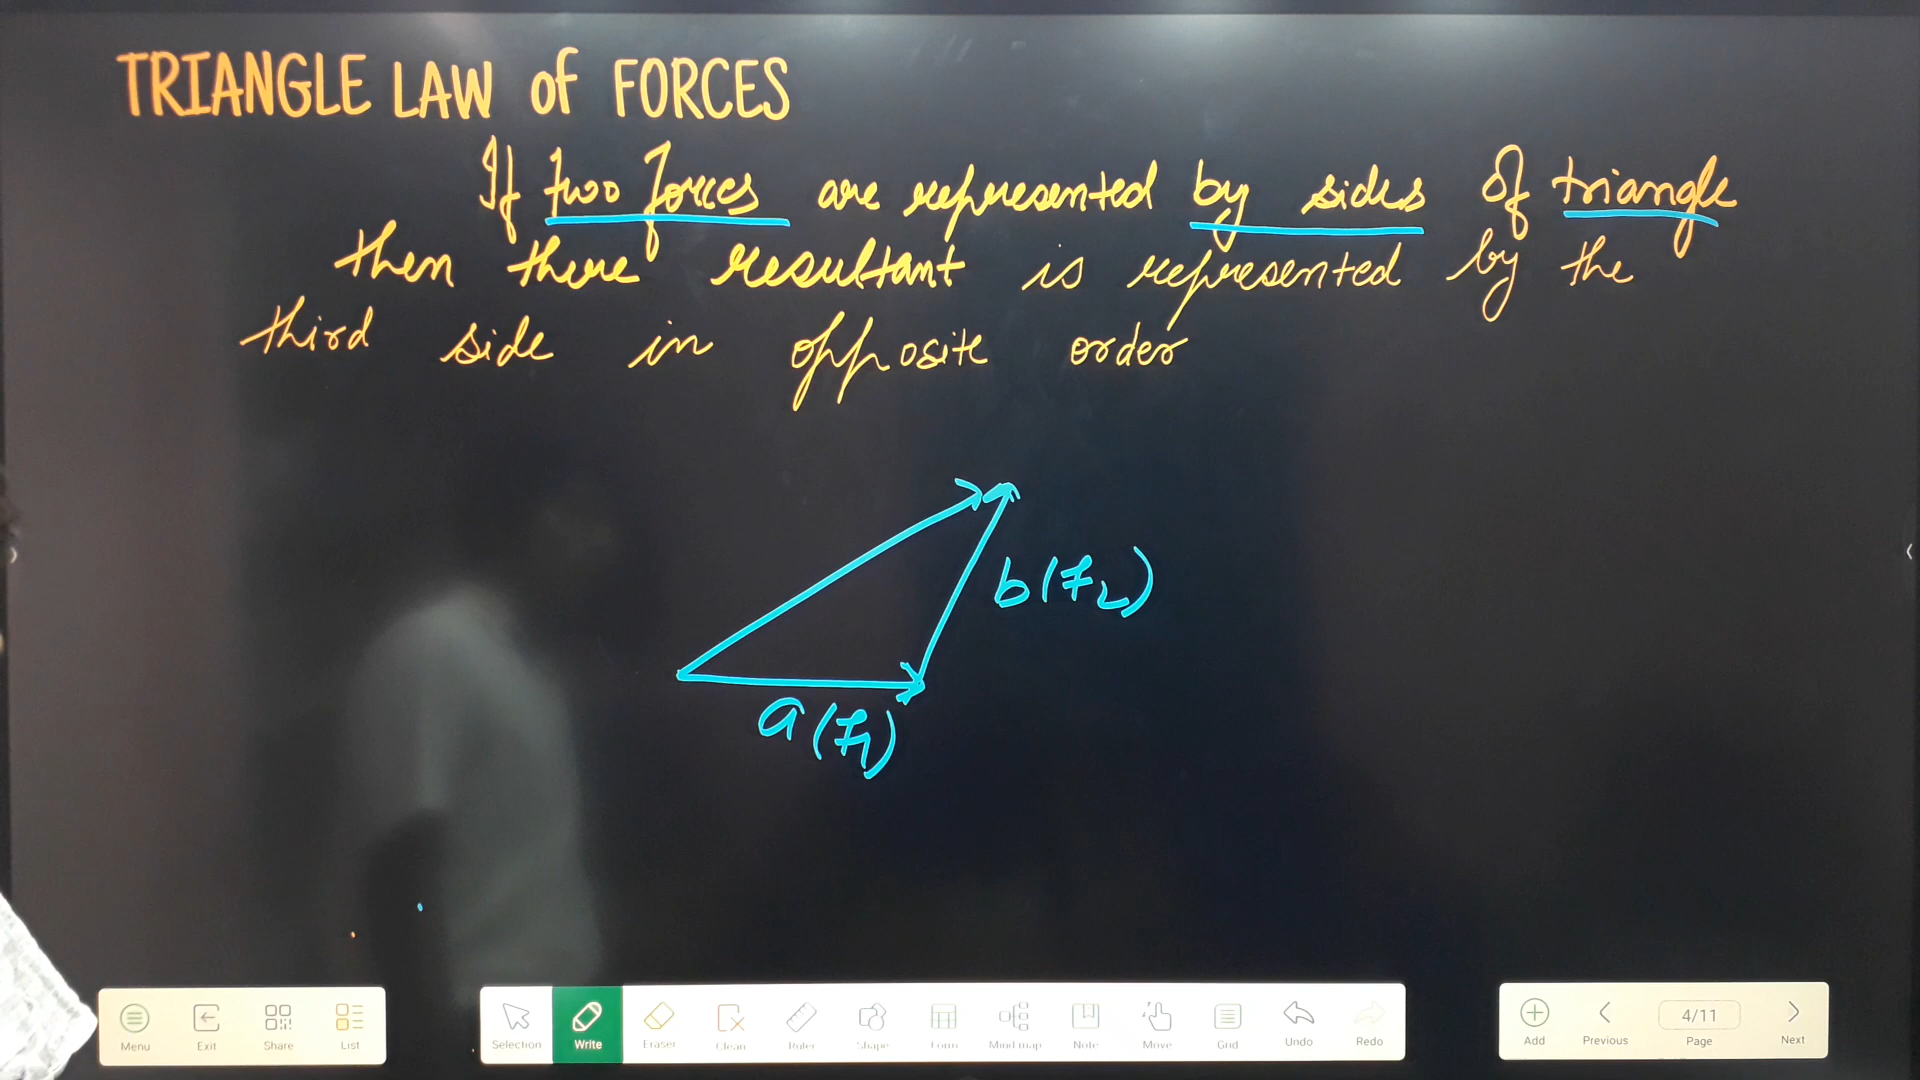 TRIANGLE LAW of FORCES
If two forces are represented by sides of triangle
then there resultant is represented by the
third side in opposite order
b(f2)
a(f1)
Menu Exit Share List
Selection Write Eraser Clean Ruler Shape Form Mind map Note Move Grid Undo Redo
Add Previous 4/11 Page Next